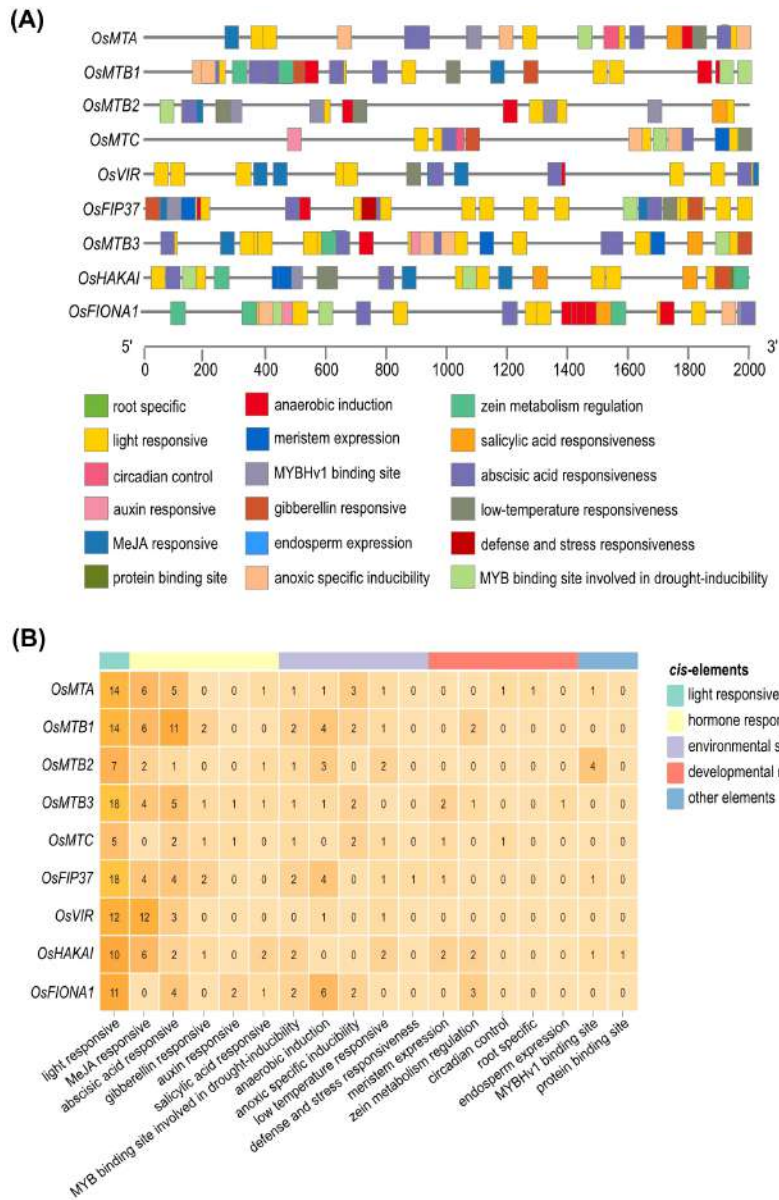 (A)
OsMTA
OsMTB1
OsMTB2
OsMTC
OsVIR
OsFIP37
OsMTB3
OsHAKAI
OsFIONA1
5' 3'
0 200 400 600 800 1000 1200 1400 1600 1800 2000
root specific anaerobic induction zein metabolism regulation
light responsive meristem expression salicylic acid responsiveness
circadian control MYBHv1 binding site abscisic acid responsiveness
auxin responsive gibberellin responsive low-temperature responsiveness
MeJA responsive endosperm expression defense and stress responsiveness
protein binding site anoxic specific inducibility MYB binding site involved in drought-inducibility
(B)
cis-elements
OsMTA 14 6 5 0 0 1 1 1 3 1 0 0 0 1 1 0 1 0 light responsive
OsMTB1 14 6 11 2 0 0 2 4 2 1 0 0 2 0 0 0 0 0 hormone respon
OsMTB2 7 2 1 0 0 1 1 3 0 2 0 0 0 0 0 0 4 0 environmental s
OsMTB3 18 4 5 1 1 1 1 1 2 0 0 2 1 0 0 1 0 0 developmental r
OsMTC 5 0 2 1 1 0 1 0 2 0 0 1 0 1 0 0 0 0 other elements
OsFIP37 18 4 4 2 0 0 2 4 0 1 1 1 0 0 0 0 1 0
OsVIR 12 12 3 0 0 0 0 1 0 1 0 0 0 0 0 0 0 0
OsHAKAI 10 6 2 1 0 2 2 0 0 2 0 2 2 0 0 0 1 1
OsFIONA1 11 0 4 0 2 1 2 6 2 0 0 0 3 0 0 0 0 0
light responsive
MeJA responsive
abscisic acid responsive
gibberellin responsive
auxin responsive
salicylic acid responsive
MYB binding site involved in drought-inducibility
anaerobic induction
anoxic specific inducibility
low temperature responsive
defense and stress responsiveness
meristem expression
zein metabolism regulation
circadian control
root specific
endosperm expression
MYBHv1 binding site
protein binding site